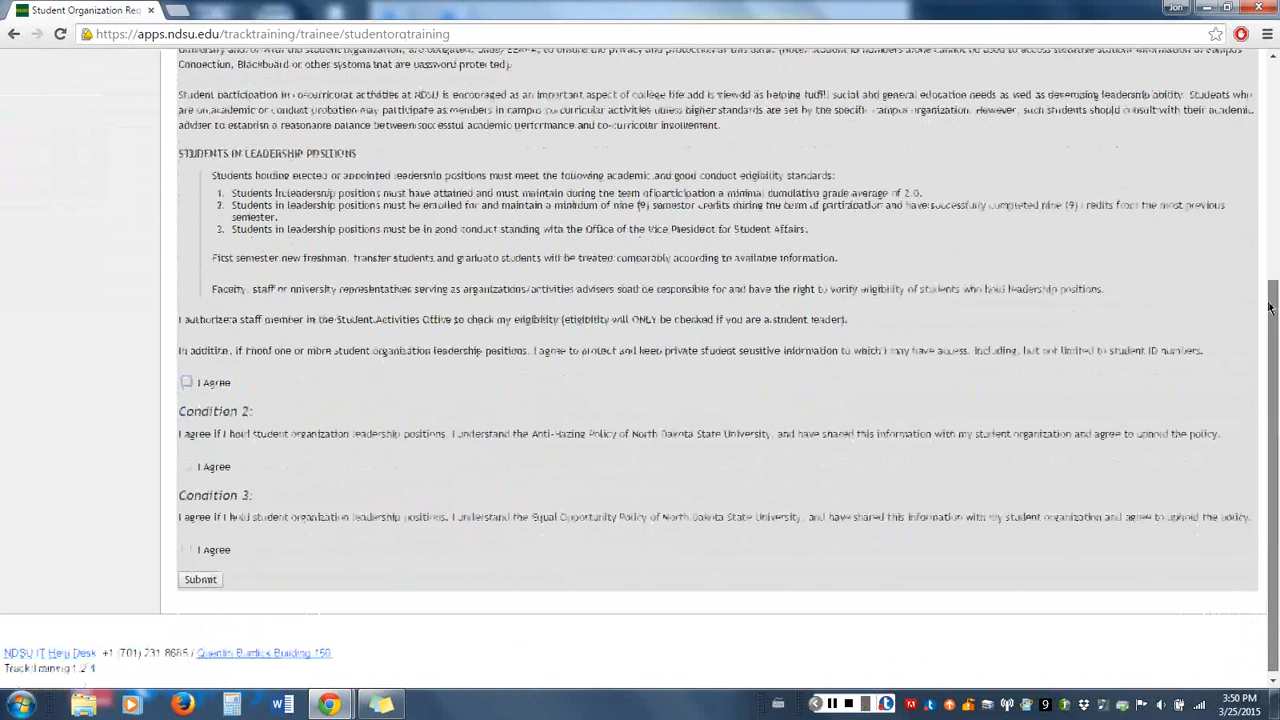 Student Organization Req
Jon
https://apps.ndsu.edu/tracktraining/trainee/studentorgtraining
Connection, Blackboard or other systems that are password protected).
Student participation in co-curricular activities at NDSU is encouraged as an important aspect of college life and is viewed as helping fulfill social and general education needs as well as developing leadership ability. Students who
are on academic or conduct probation may participate as members in campus co-curricular activities unless higher standards are set by the specific campus organization. However, such students should consult with their academic
adviser to establish a reasonable balance between successful academic performance and co-curricular involvement.
STUDENTS IN LEADERSHIP POSITIONS
Students holding elected or appointed leadership positions must meet the following academic and good conduct eligibility standards:
1. Students in leadership positions must have attained and must maintain during the term of participation a minimal cumulative grade average of 2.0.
2. Students in leadership positions must be enrolled for and maintain a minimum of nine (9) semester credits during the term of participation and have successfully completed nine (9) credits from the most previous
semester.
3. Students in leadership positions must be in good conduct standing with the Office of the Vice President for Student Affairs.
First semester new freshman, transfer students and graduate students will be treated comparably according to available information.
Faculty, staff or university representatives serving as organizations/activities advisers shall be responsible for and have the right to verify eligibility of students who hold leadership positions.
I authorize a staff member in the Student Activities Office to check my eligibility (eligibility will ONLY be checked if you are a student leader).
In addition, if I hold one or more student organization leadership positions, I agree to protect and keep private student sensitive information to which I may have access, including, but not limited to student ID numbers.
I Agree
Condition 2:
I agree if I hold student organization leadership positions, I understand the Anti-Hazing Policy of North Dakota State University, and have shared this information with my student organization and agree to uphold the policy.
I Agree
Condition 3:
I agree if I hold student organization leadership positions, I understand the Equal Opportunity Policy of North Dakota State University, and have shared this information with my student organization and agree to uphold the policy.
I Agree
Submit
NDSU IT Help Desk +1 (701) 231-8685 / Quentin Burdick Building 150
3:50 PM
3/25/2015